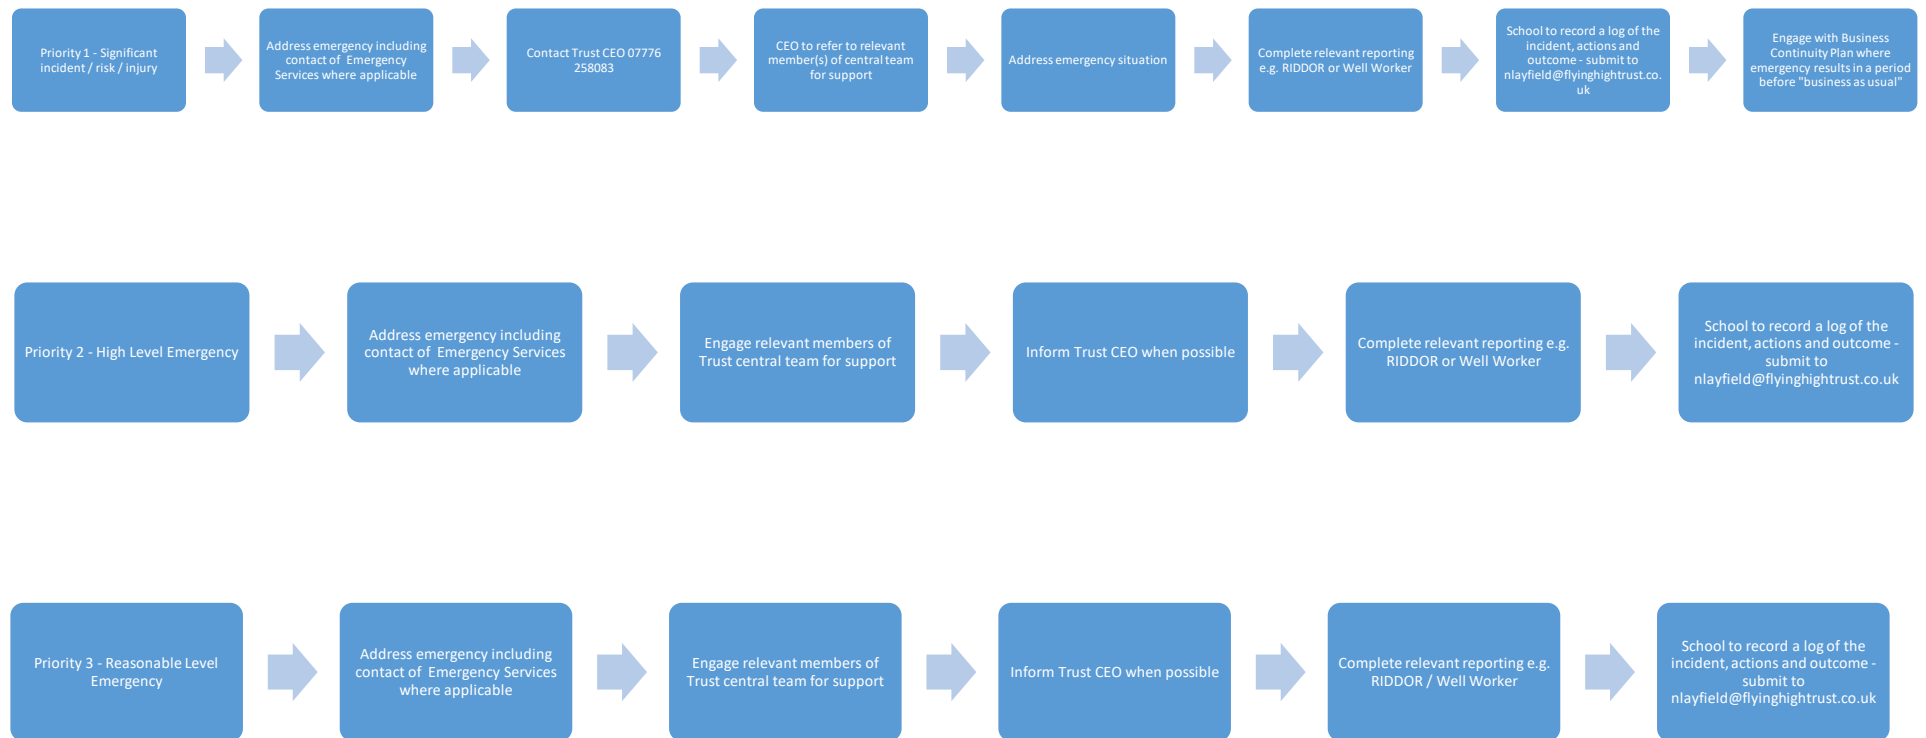 Priority 1 - Significant
incident / risk / injury
Address emergency including
contact of Emergency
Services where applicable
Contact Trust CEO 07776
258083
CEO to refer to relevant
member(s) of central team
for support
Address emergency situation
Complete relevant reporting
e.g. RIDDOR or Well Worker
School to record a log of the
incident, actions and
outcome - submit to
nlayfield@flyinghightrust.co.
uk
Engage with Business
Continuity Plan where
emergency results in a period
before "business as usual"
Priority 2 - High Level Emergency
Address emergency including
contact of Emergency Services
where applicable
Engage relevant members of
Trust central team for support
Inform Trust CEO when possible
Complete relevant reporting e.g.
RIDDOR or Well Worker
School to record a log of the
incident, actions and outcome -
submit to
nlayfield@flyinghightrust.co.uk
Priority 3 - Reasonable Level
Emergency
Address emergency including
contact of Emergency Services
where applicable
Engage relevant members of
Trust central team for support
Inform Trust CEO when possible
Complete relevant reporting e.g.
RIDDOR / Well Worker
School to record a log of the
incident, actions and outcome -
submit to
nlayfield@flyinghightrust.co.uk